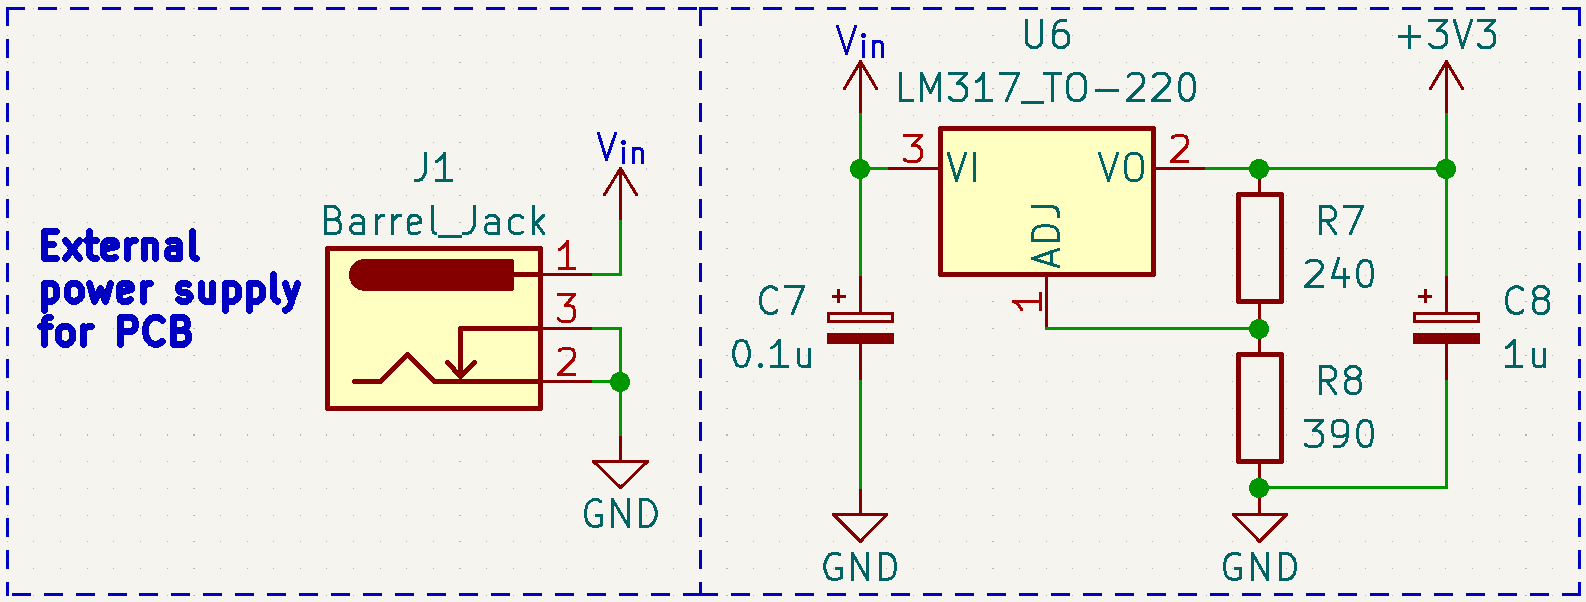 External
power supply
for PCB
J1
Barrel_Jack
Vin
1
3
2
GND
Vin
U6
LM317_TO-220
+3V3
3
VI
VO
2
ADJ
1
R7
240
C7
+
0.1u
+
C8
1u
R8
390
GND
GND